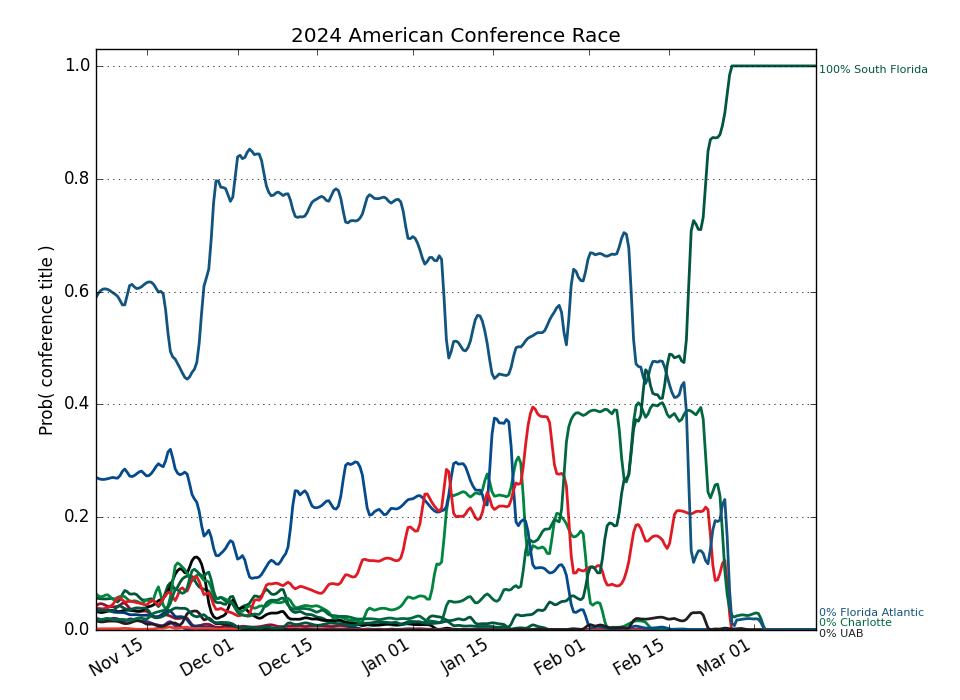 2024 American Conference Race
Prob( conference title )
1.0
0.8
0.6
0.4
0.2
0.0
100% South Florida
0% Florida Atlantic
0% Charlotte
0% UAB
Nov 15
Dec 01
Dec 15
Jan 01
Jan 15
Feb 01
Feb 15
Mar 01